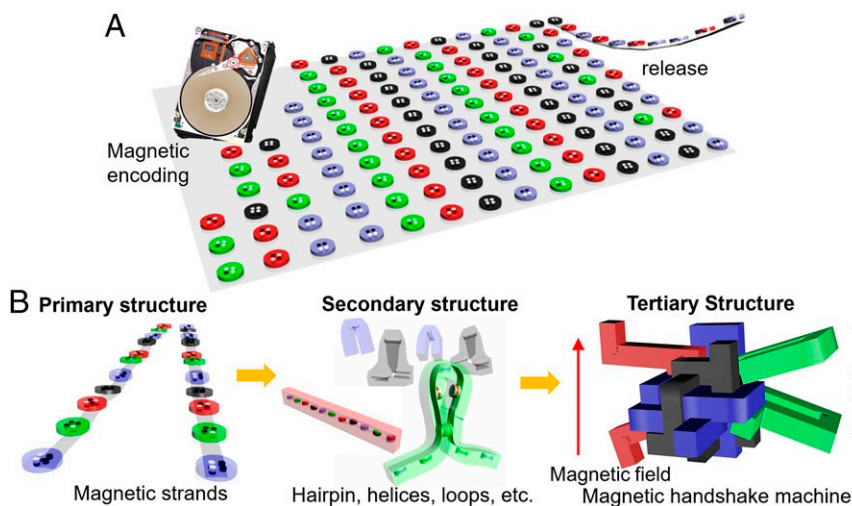 A
release
Magnetic
encoding
B
Primary structure
Secondary structure
Tertiary Structure
Magnetic strands
Hairpin, helices, loops, etc.
Magnetic field
Magnetic handshake machine